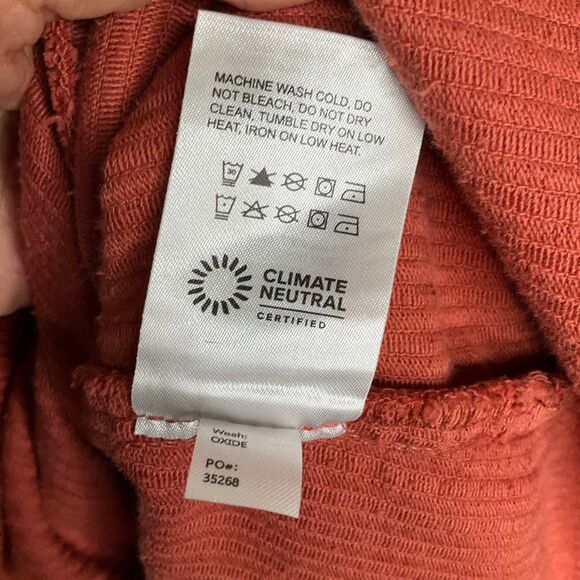 MACHINE WASH COLD, DO
NOT BLEACH, DO NOT DRY
CLEAN, TUMBLE DRY ON LOW
HEAT, IRON ON LOW HEAT.
30
CLIMATE
NEUTRAL
CERTIFIED
Wash:
OXIDE
PO#:
35268